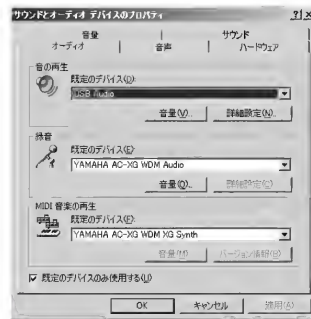 サウンドとオーディオ デバイスのプロパティ
音量 サウンド
オーディオ 音声 ハードウェア
音の再生
既定のデバイス(D):
USB Audio
音量(V)... 詳細設定(N)...
録音
既定のデバイス(E):
YAMAHA AC-XG WDM Audio
音量(O)... 詳細設定(C)
MIDI 音楽の再生
既定のデバイス(F):
YAMAHA AC-XG WDM XG Synth
音量(M) バージョン情報(B)
既定のデバイスのみ使用する(U)
OK キャンセル 適用(A)